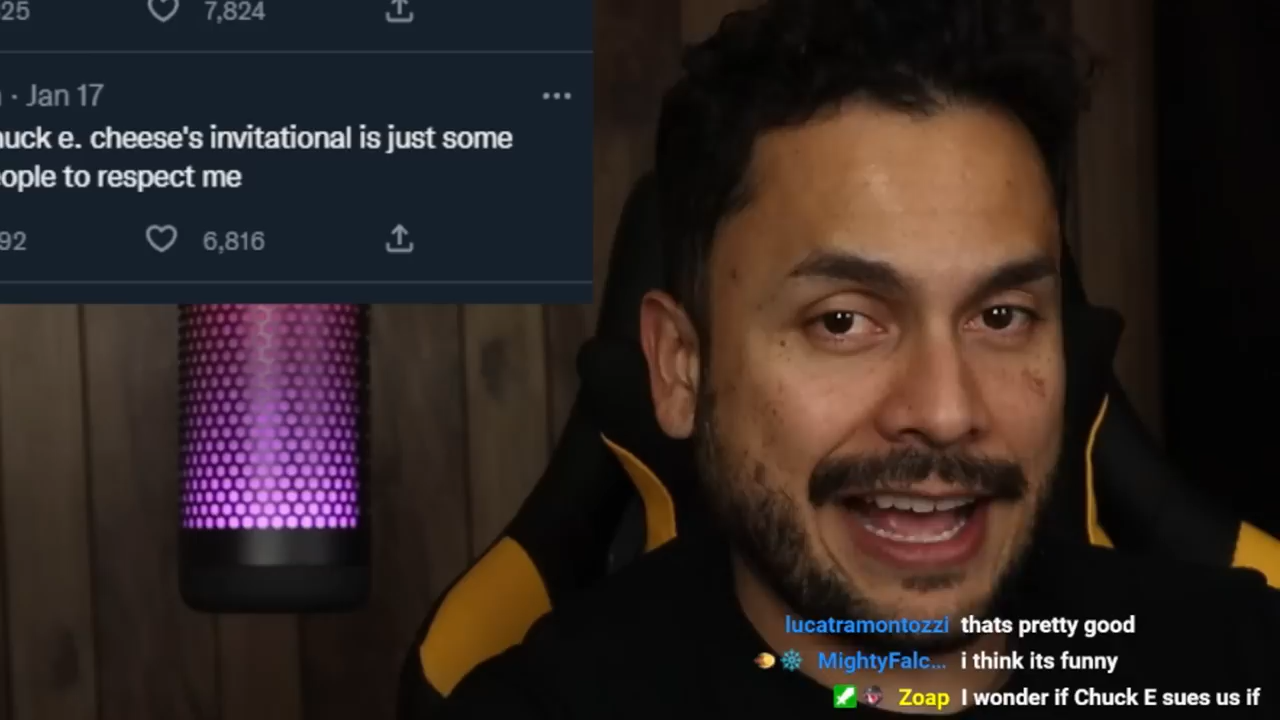 25 7,824
· Jan 17
huck e. cheese's invitational is just some
eople to respect me
92 6,816
lucatramontozzi thats pretty good
MightyFalc... i think its funny
Zoap I wonder if Chuck E sues us if